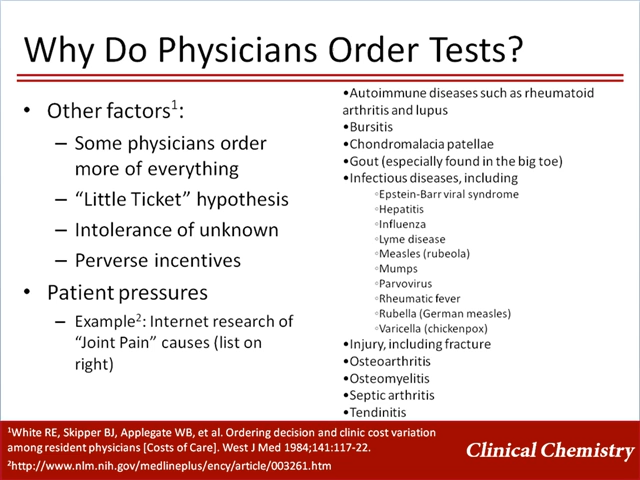 Why Do Physicians Order Tests?
• Other factors¹:
– Some physicians order
more of everything
– “Little Ticket” hypothesis
– Intolerance of unknown
– Perverse incentives
• Patient pressures
– Example²: Internet research of
“Joint Pain” causes (list on
right)
•Autoimmune diseases such as rheumatoid
arthritis and lupus
•Bursitis
•Chondromalacia patellae
•Gout (especially found in the big toe)
•Infectious diseases, including
◦Epstein-Barr viral syndrome
◦Hepatitis
◦Influenza
◦Lyme disease
◦Measles (rubeola)
◦Mumps
◦Parvovirus
◦Rheumatic fever
◦Rubella (German measles)
◦Varicella (chickenpox)
•Injury, including fracture
•Osteoarthritis
•Osteomyelitis
•Septic arthritis
•Tendinitis
¹White RE, Skipper BJ, Applegate WB, et al. Ordering decision and clinic cost variation
among resident physicians [Costs of Care]. West J Med 1984;141:117-22.
²http://www.nlm.nih.gov/medlineplus/ency/article/003261.htm
Clinical Chemistry